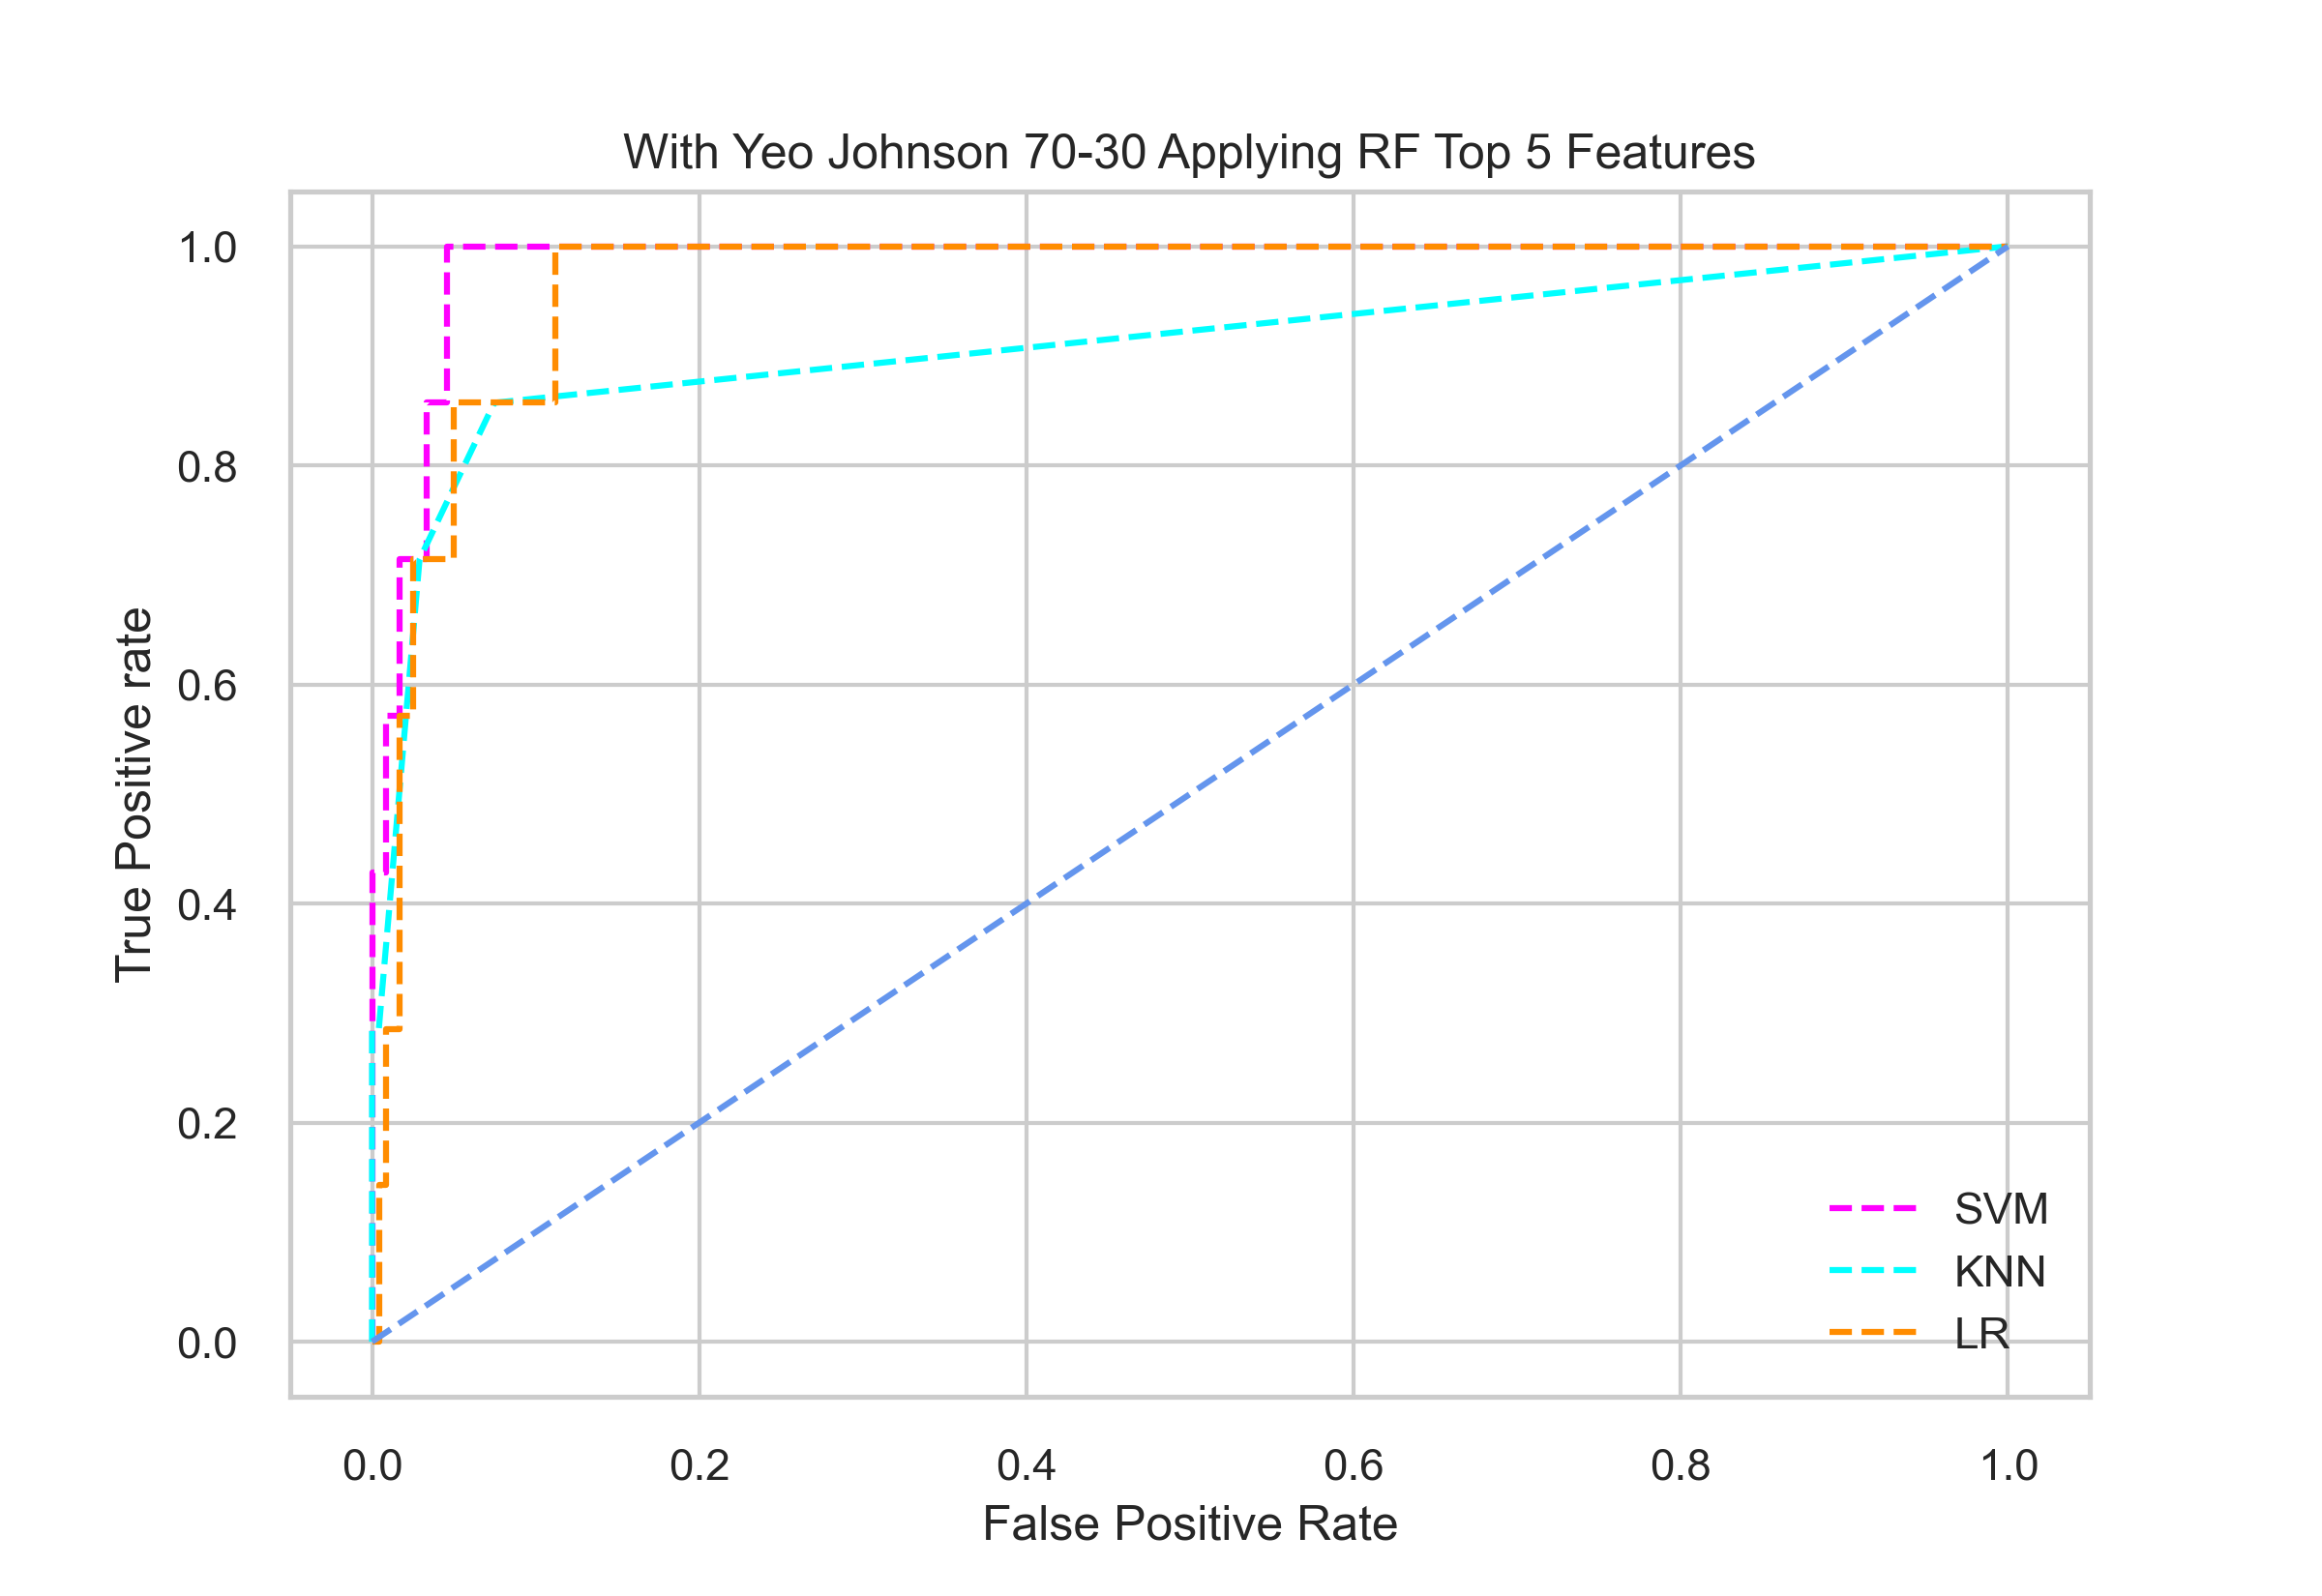 With Yeo Johnson 70-30 Applying RF Top 5 Features
True Positive rate
1.0
0.8
0.6
0.4
0.2
0.0
SVM
KNN
LR
0.0 0.2 0.4 0.6 0.8 1.0
False Positive Rate